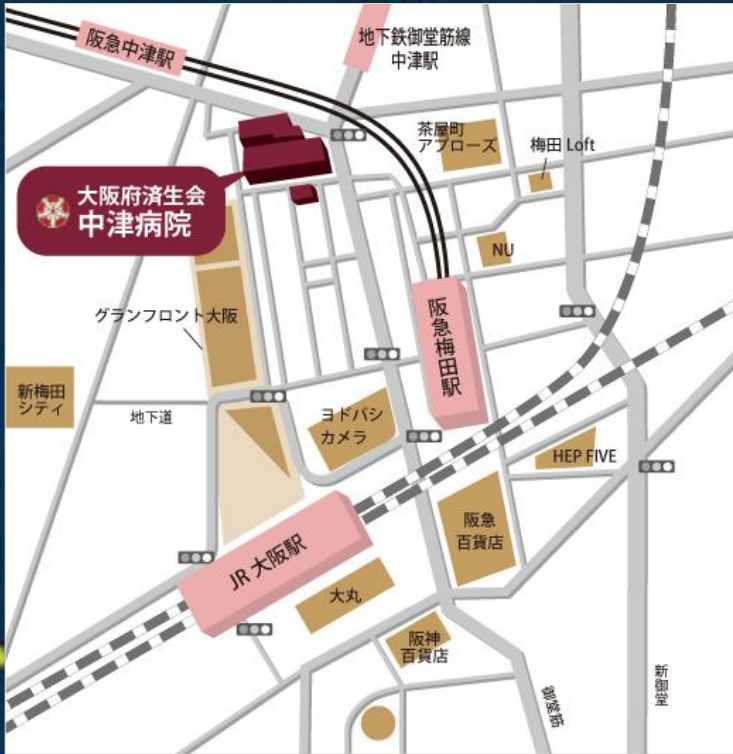 阪急中津駅
地下鉄御堂筋線
中津駅
茶屋町
アプローズ
梅田 Loft
大阪府済生会
中津病院
NU
グランフロント大阪
阪急梅田駅
新梅田
シティ
地下道
ヨドバシ
カメラ
HEP FIVE
阪急
百貨店
JR 大阪駅
大丸
阪神
百貨店
新御堂
御堂筋